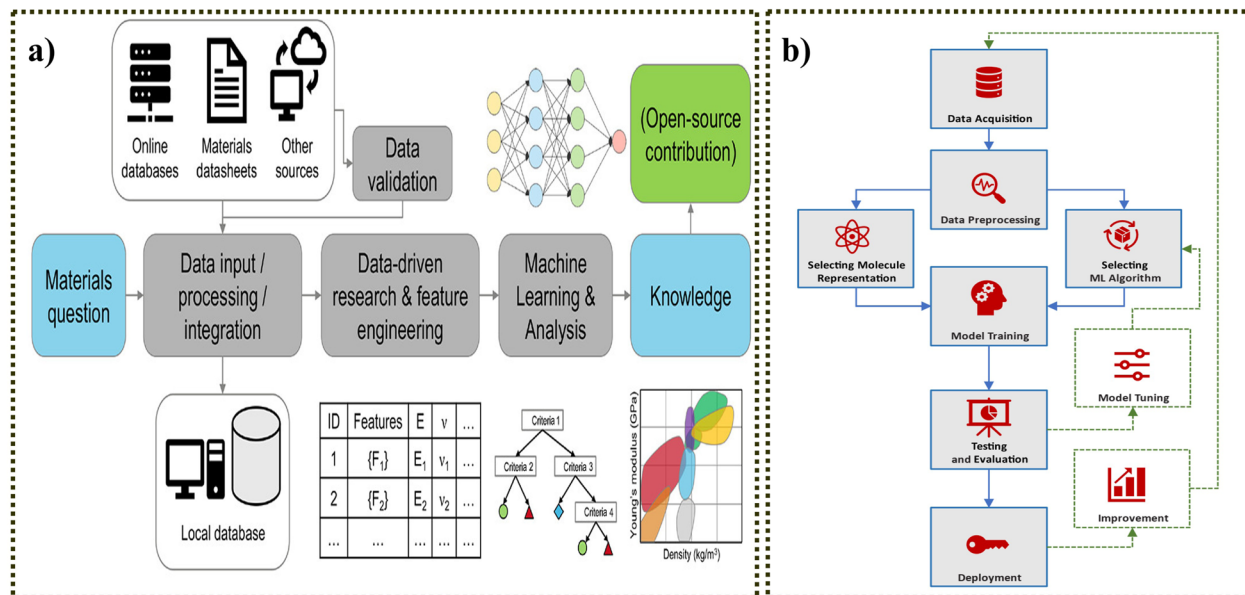 a)
Online
databases
Materials
datasheets
Other
sources
Data
validation
(Open-source
contribution)
Materials
question
Data input /
processing /
integration
Data-driven
research & feature
engineering
Machine
Learning &
Analysis
Knowledge
Local database
ID Features E ν ...
1 {F₁} E₁ ν₁ ...
2 {F₂} E₂ ν₂ ...
... ... ... ... ...
Criteria 1
Criteria 2 Criteria 3
Criteria 4
Young's modulus (GPa)
Density (kg/m³)
b)
Data Acquisition
Data Preprocessing
Selecting Molecule
Representation
Selecting
ML Algorithm
Model Training
Model Tuning
Testing
and Evaluation
Improvement
Deployment